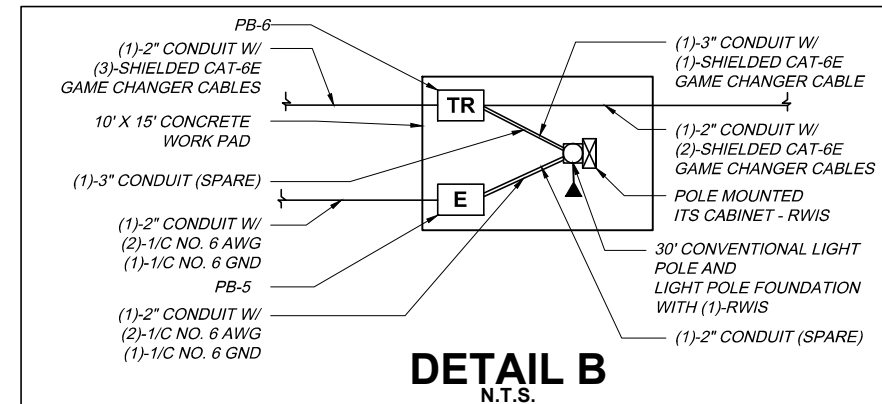 PB-6
(1)-2" CONDUIT W/
(3)-SHIELDED CAT-6E
GAME CHANGER CABLES
10' X 15' CONCRETE
WORK PAD
(1)-3" CONDUIT (SPARE)
(1)-2" CONDUIT W/
(2)-1/C NO. 6 AWG
(1)-1/C NO. 6 GND
PB-5
(1)-2" CONDUIT W/
(2)-1/C NO. 6 AWG
(1)-1/C NO. 6 GND
TR
E
(1)-3" CONDUIT W/
(1)-SHIELDED CAT-6E
GAME CHANGER CABLE
(1)-2" CONDUIT W/
(2)-SHIELDED CAT-6E
GAME CHANGER CABLES
POLE MOUNTED
ITS CABINET - RWIS
30' CONVENTIONAL LIGHT
POLE AND
LIGHT POLE FOUNDATION
WITH (1)-RWIS
(1)-2" CONDUIT (SPARE)
DETAIL B
N.T.S.